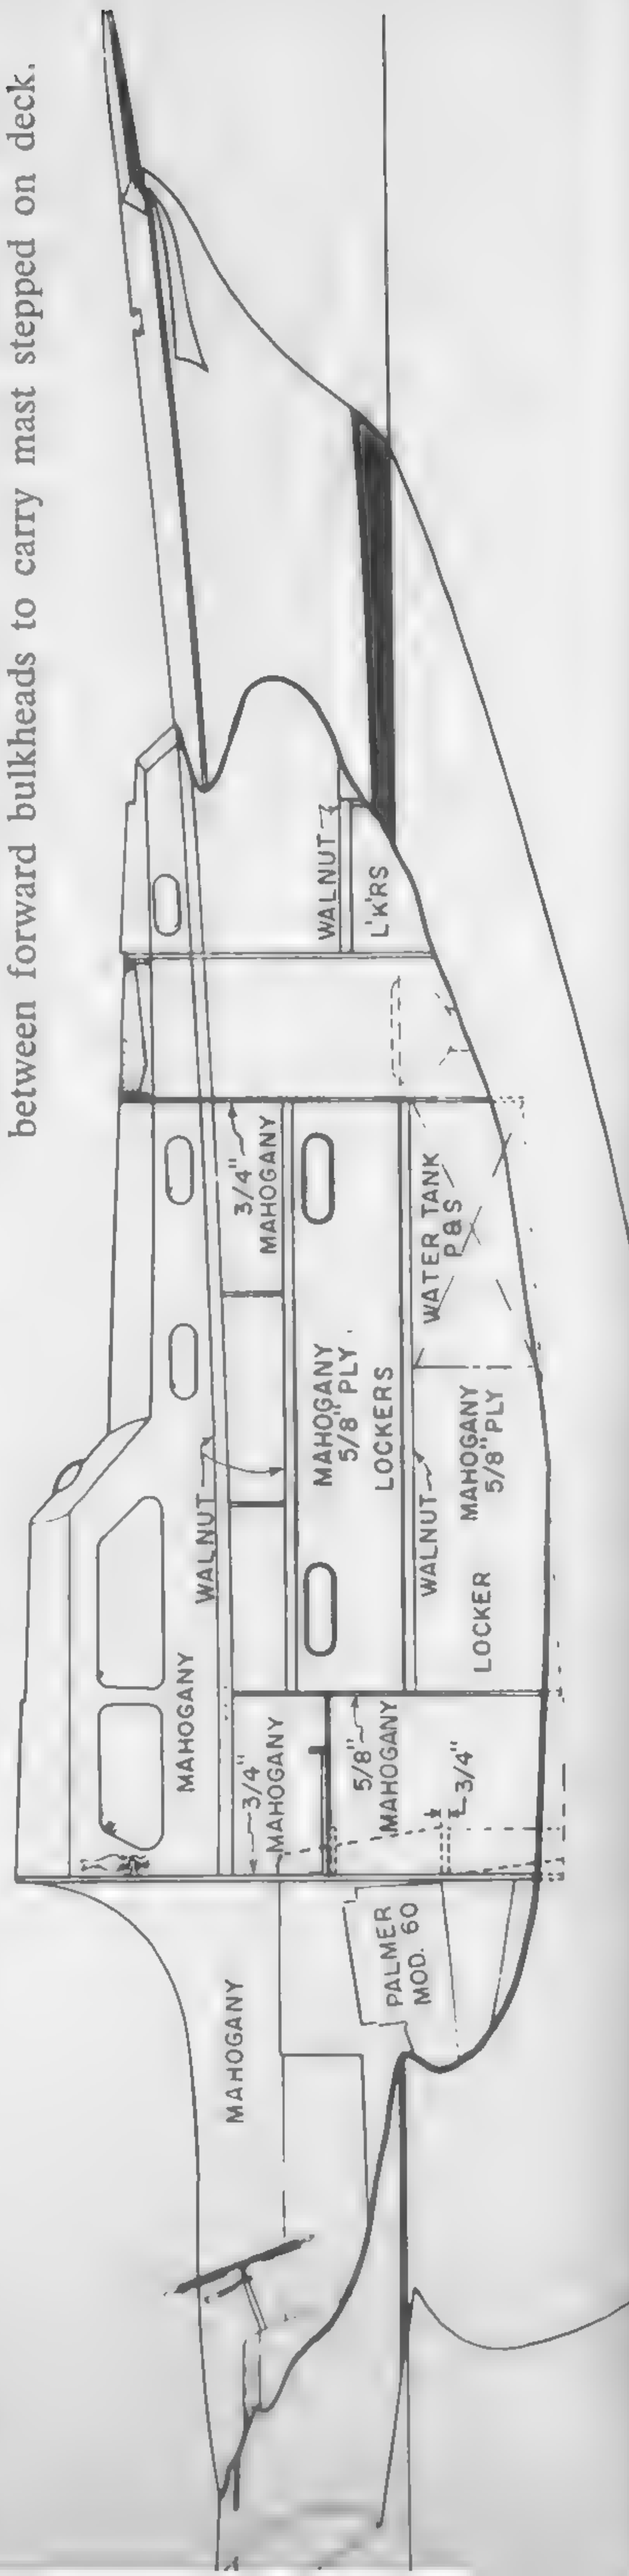 between forward bulkheads to carry mast stepped on deck.
MAHOGANY
MAHOGANY
WALNUT
3/4"
MAHOGANY
3/4"
MAHOGANY
WALNUT
L'K'RS
MAHOGANY
5/8" PLY.
LOCKERS
5/8"
MAHOGANY
3/4"
WALNUT
WATER TANK
P&S
MAHOGANY
5/8" PLY
LOCKER
PALMER
MOD. 60